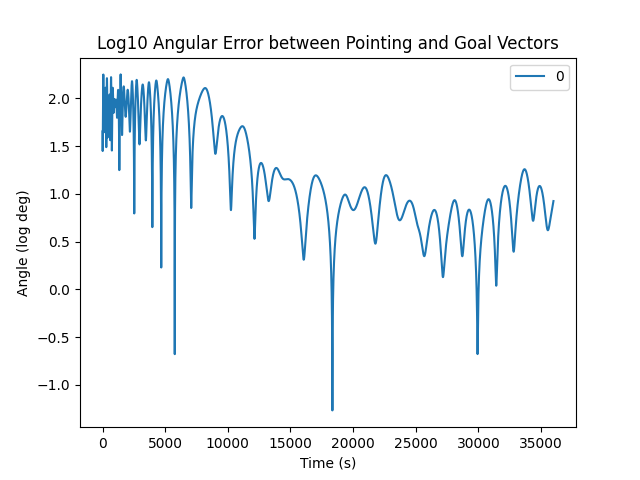 Log10 Angular Error between Pointing and Goal Vectors
0
2.0
1.5
1.0
0.5
0.0
−0.5
−1.0
Angle (log deg)
0 5000 10000 15000 20000 25000 30000 35000
Time (s)